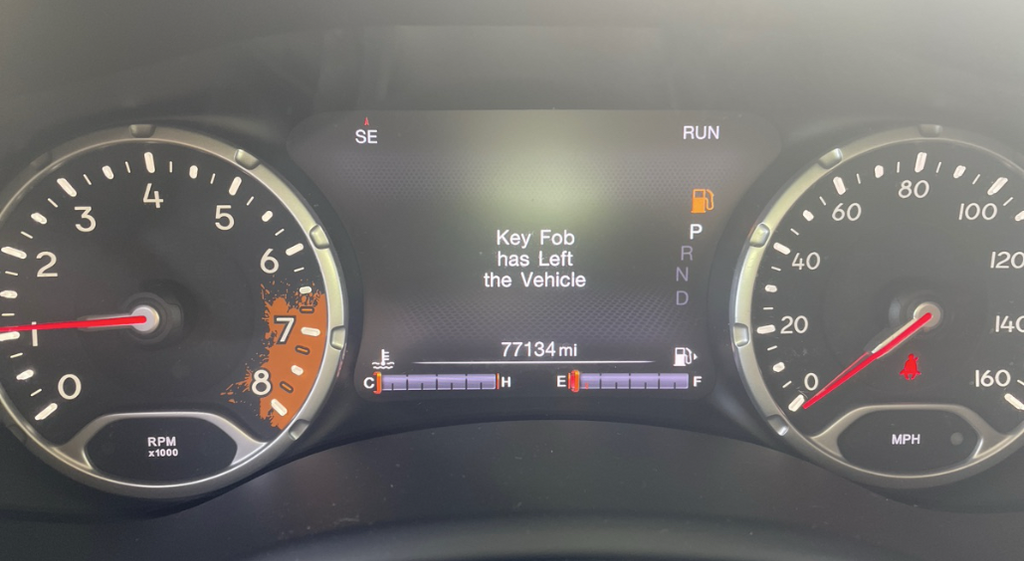 SE
RUN
P
R
N
D
Key Fob
has Left
the Vehicle
77134 mi
C H
E F
0
1
2
3
4
5
6
7
8
RPM
x1000
0
20
40
60
80
100
120
140
160
MPH